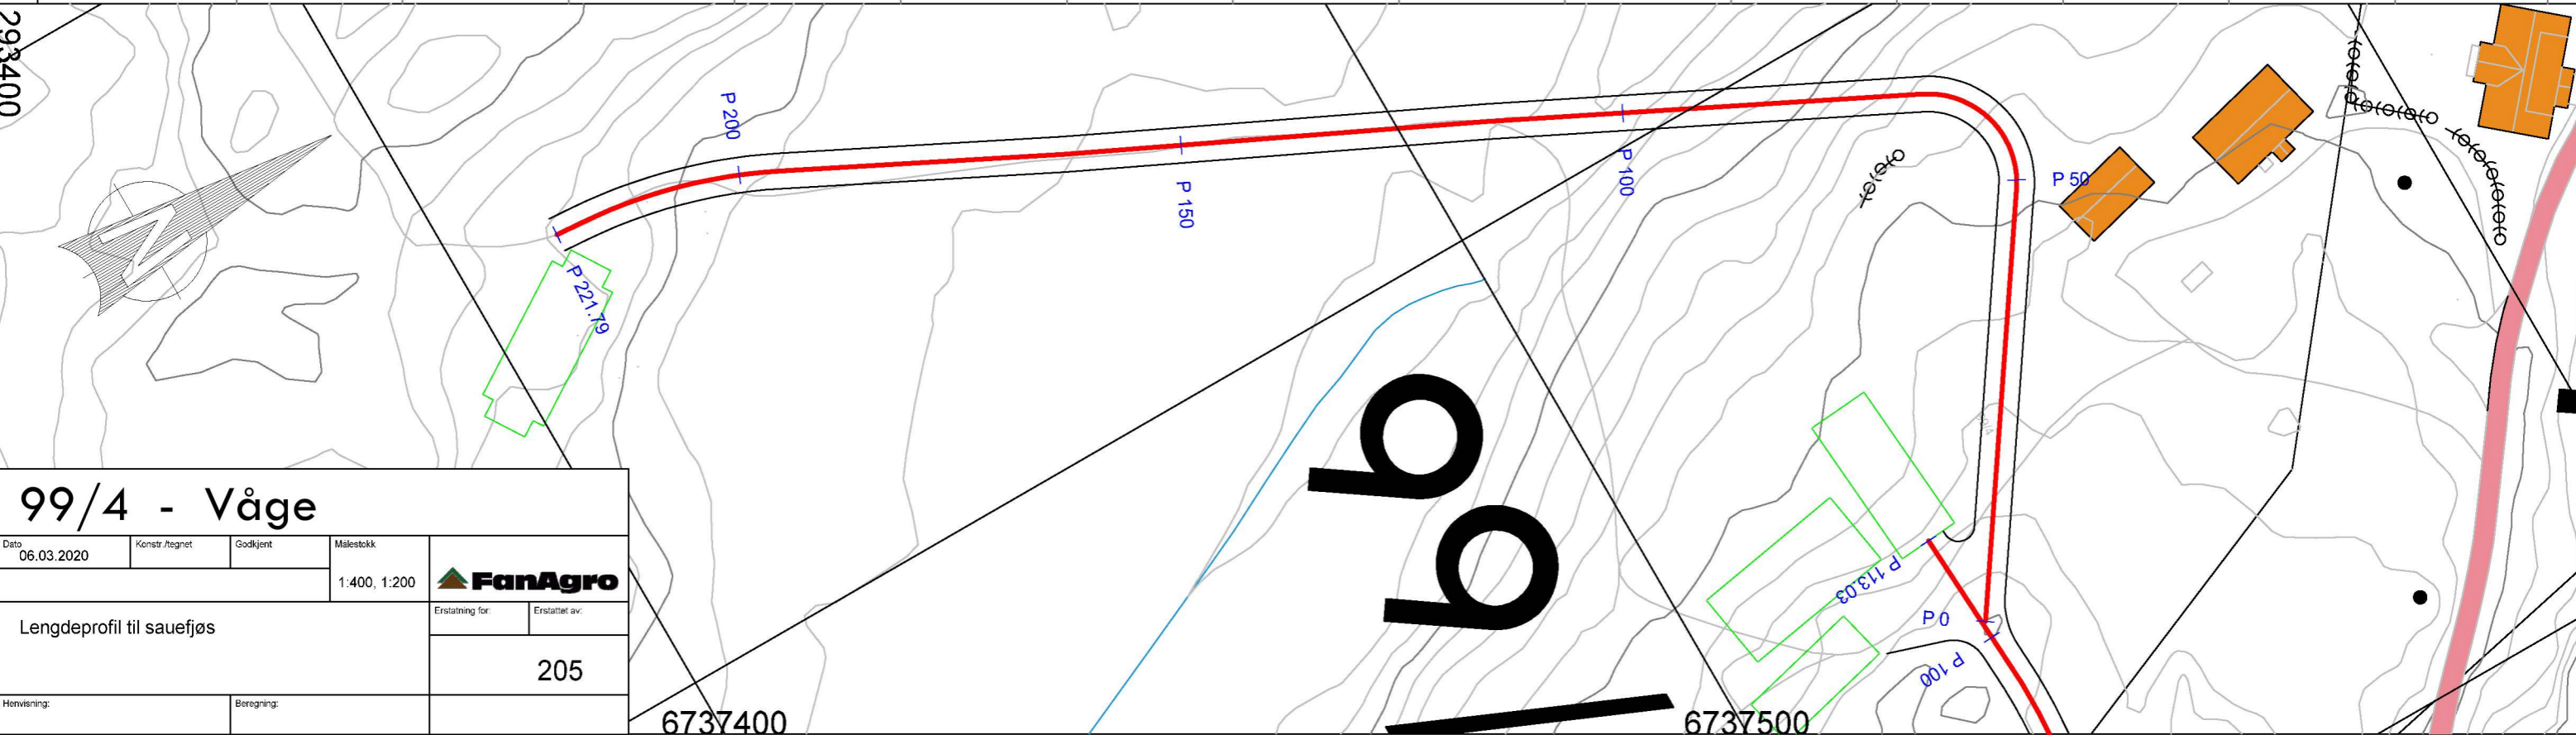 293400
P 200
P 150
P 100
P 50
P 221.79
N
99
P 113.03
P 0
P 100
6737400
6737500
99/4 - Våge
Dato
06.03.2020
Konstr./tegnet
Godkjent
Målestokk
1:400, 1:200
FanAgro
Erstatning for:
Erstattet av:
Lengdeprofil til sauefjøs
205
Henvisning:
Beregning: